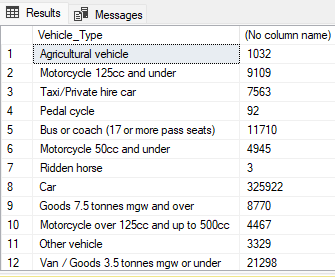 Results Messages
Vehicle_Type (No column name)
1 Agricultural vehicle 1032
2 Motorcycle 125cc and under 9109
3 Taxi/Private hire car 7563
4 Pedal cycle 92
5 Bus or coach (17 or more pass seats) 11710
6 Motorcycle 50cc and under 4945
7 Ridden horse 3
8 Car 325922
9 Goods 7.5 tonnes mgw and over 8770
10 Motorcycle over 125cc and up to 500cc 4467
11 Other vehicle 3329
12 Van / Goods 3.5 tonnes mgw or under 21298